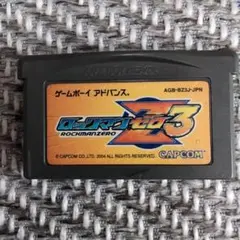 ゲームボーイ アドバンス
AGB-BZ3J-JPN
ロックマンゼロ3
ROCKMANZERO
© CAPCOM CO., LTD. 2004 ALL RIGHTS RESERVED.
CAPCOM